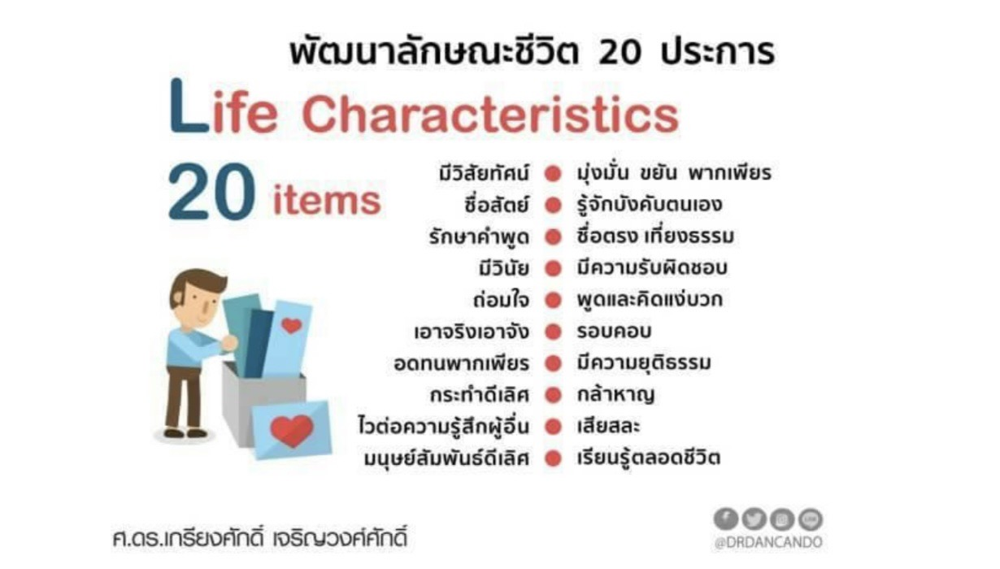 พัฒนาลักษณะชีวิต 20 ประการ
Life Characteristics
20 items
มีวิสัยทัศน์ ● มุ่งมั่น ขยัน พากเพียร
ซื่อสัตย์ ● รู้จักบังคับตนเอง
รักษาคำพูด ● ซื่อตรง เที่ยงธรรม
มีวินัย ● มีความรับผิดชอบ
ถ่อมใจ ● พูดและคิดแง่บวก
เอาจริงเอาจัง ● รอบคอบ
อดทนพากเพียร ● มีความยุติธรรม
กระทำดีเลิศ ● กล้าหาญ
ไวต่อความรู้สึกผู้อื่น ● เสียสละ
มนุษย์สัมพันธ์ดีเลิศ ● เรียนรู้ตลอดชีวิต
ศ.ดร.เกรียงศักดิ์ เจริญวงศ์ศักดิ์
@DRDANCANDO